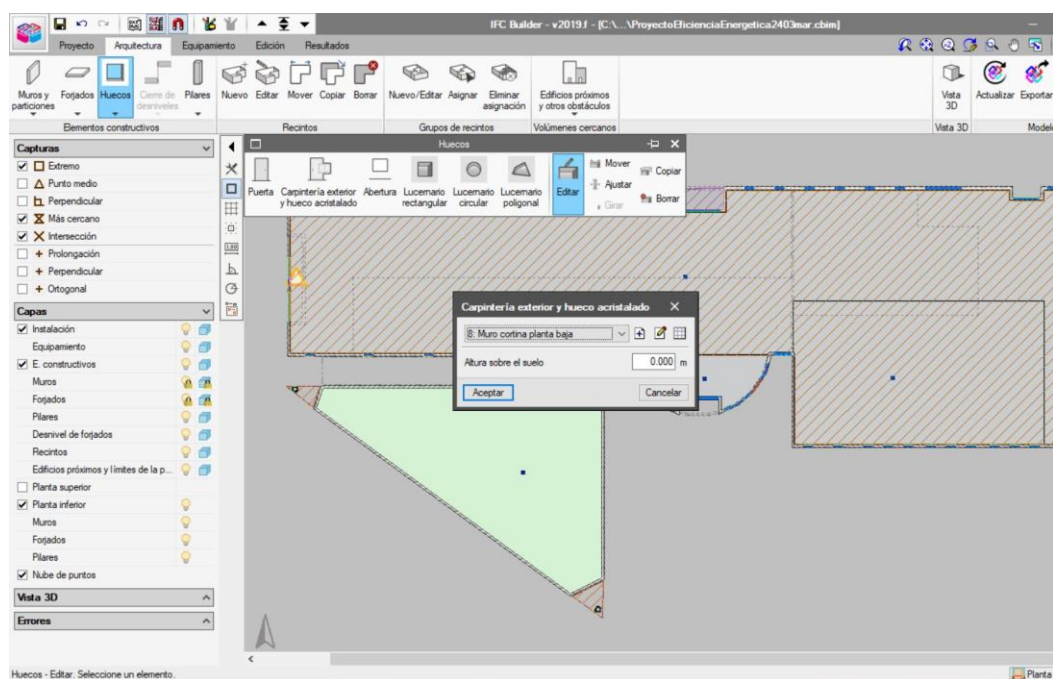 IFC Builder - v2019.f - [C:\...\ProyectoEficienciaEnergetica2403mar.cbim]
Proyecto Arquitectura Equipamiento Edición Resultados
Muros y particiones Forjados Huecos Cierre de desniveles Pilares Nuevo Editar Mover Copiar Borrar Nuevo/Editar Asignar Eliminar asignación Edificios próximos y otros obstáculos Vista 3D Actualizar Exportar
Elementos constructivos Recintos Grupos de recintos Volúmenes cercanos Vista 3D Model
Capturas
Extremo
Punto medio
Perpendicular
Más cercano
Intersección
Prolongación
Perpendicular
Ortogonal
Capas
Instalación
Equipamiento
E. constructivos
Muros
Forjados
Pilares
Desnivel de forjados
Recintos
Edificios próximos y límites de la p...
Planta superior
Planta inferior
Muros
Forjados
Pilares
Nube de puntos
Vista 3D
Errores
Huecos
Puerta Carpintería exterior y hueco acristalado Abertura Lucernario rectangular Lucernario circular Lucernario poligonal Editar
Mover Copiar
Ajustar
Girar Borrar
1.00
Carpintería exterior y hueco acristalado
8: Muro cortina planta baja
Altura sobre el suelo 0.000 m
Aceptar Cancelar
Huecos - Editar. Seleccione un elemento.
Planta